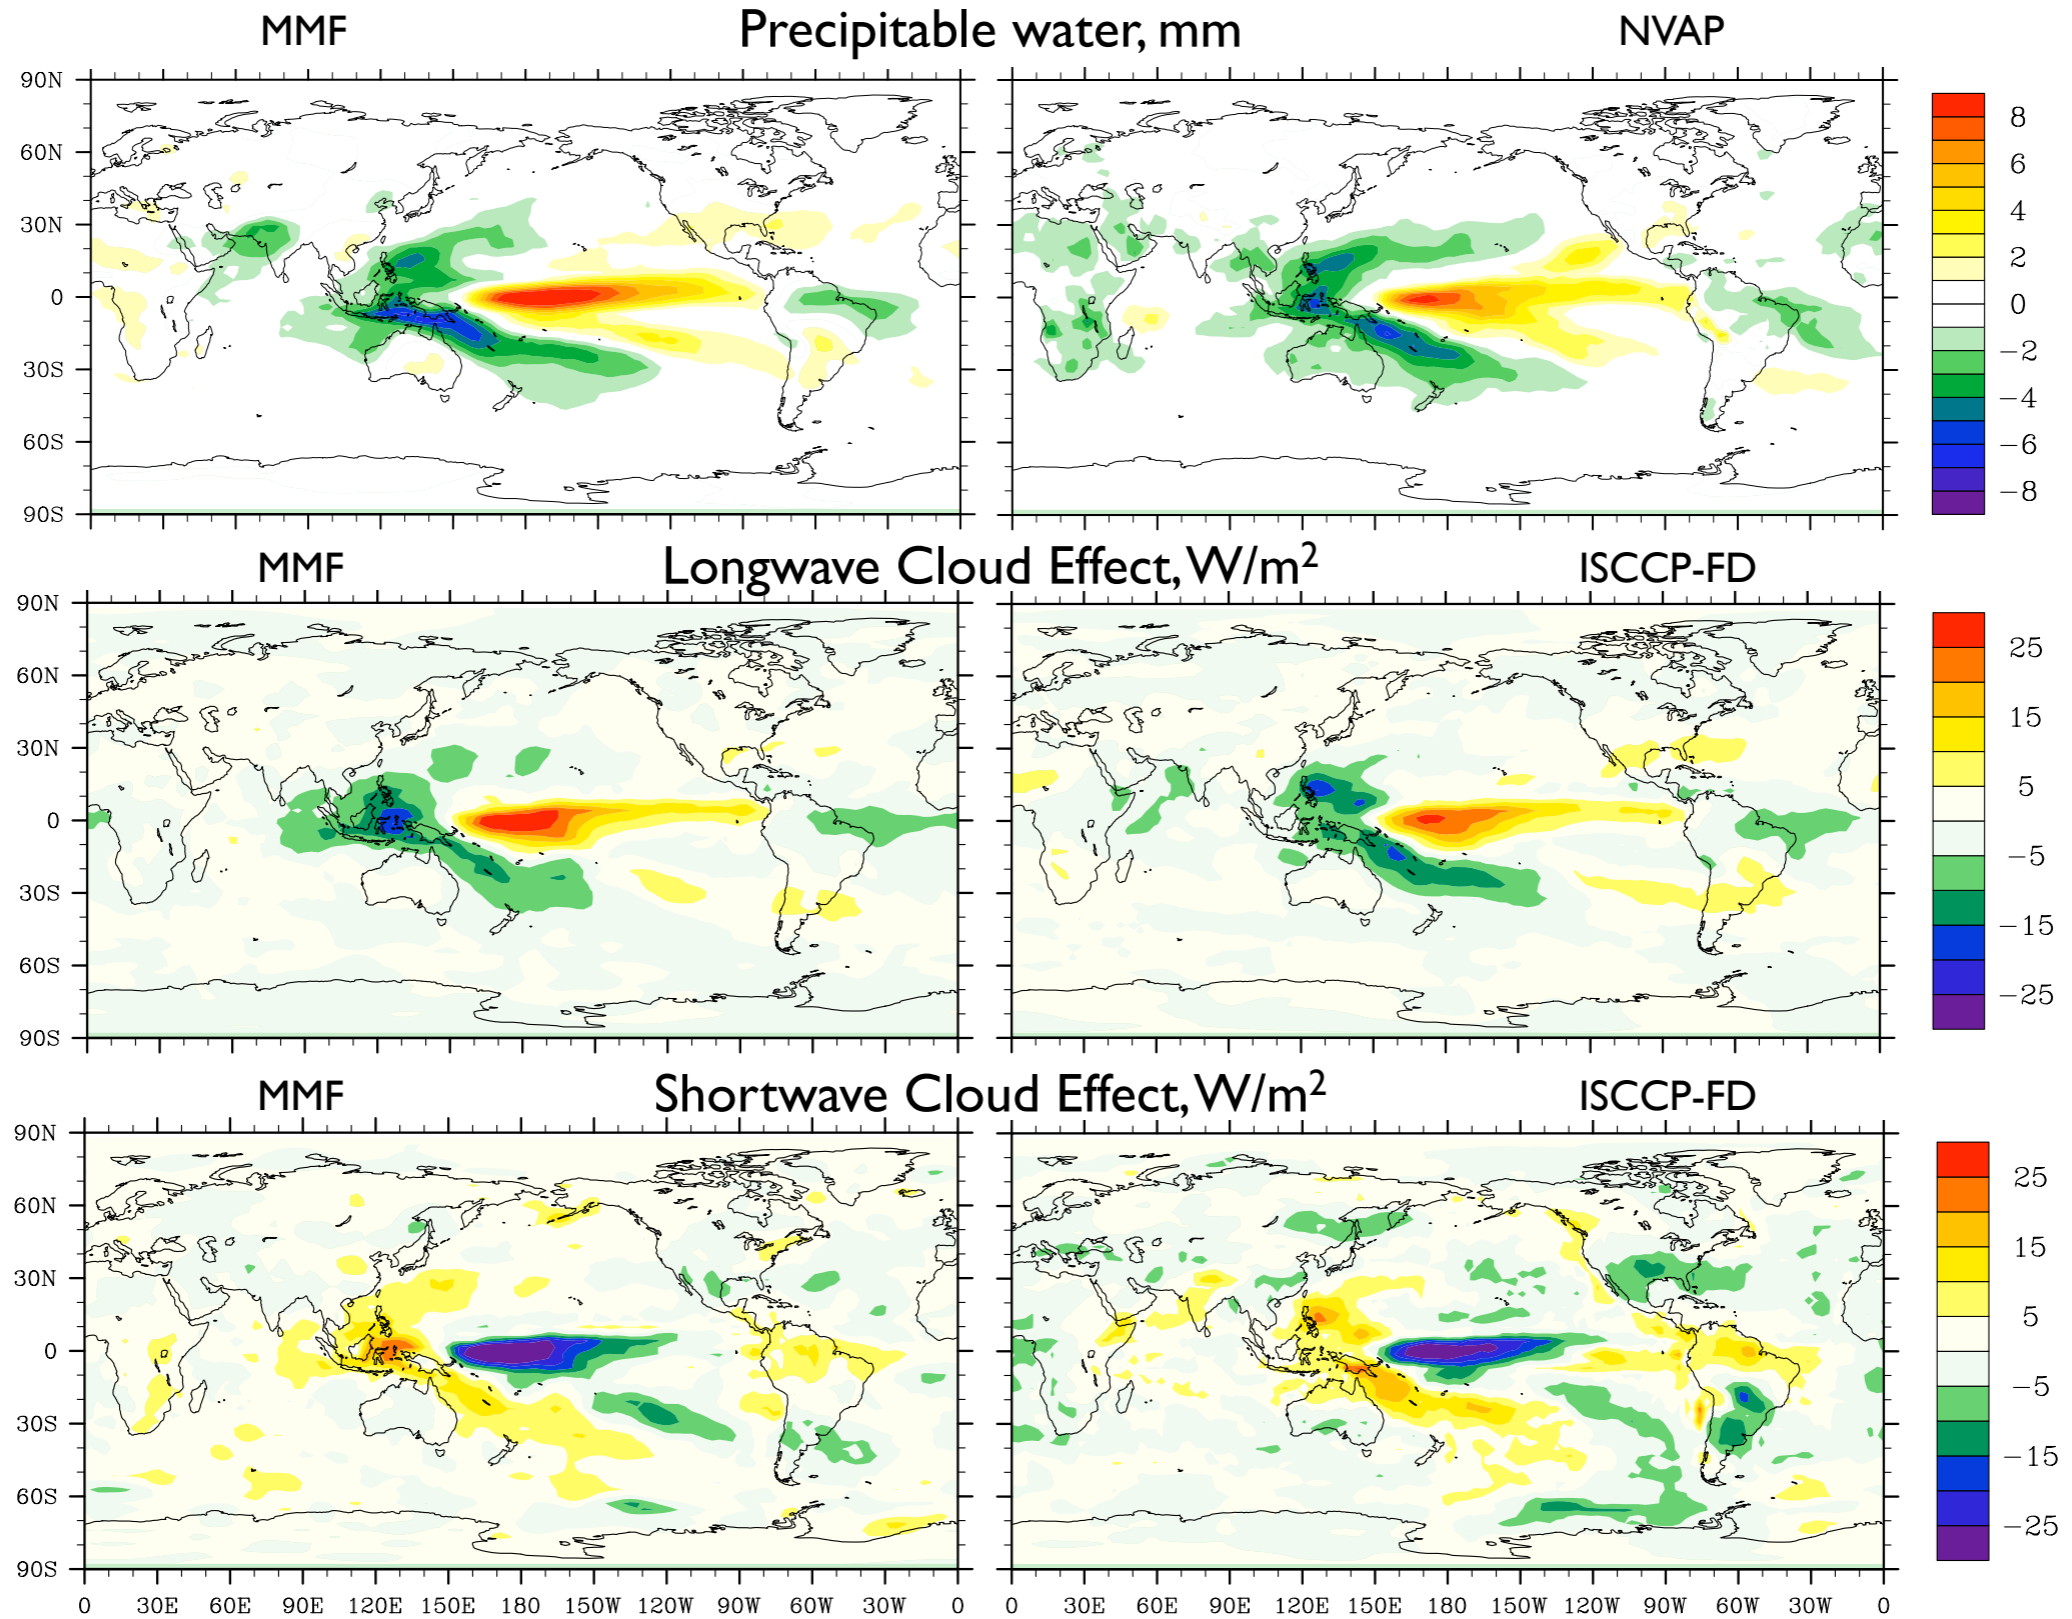 MMF Precipitable water, mm NVAP
90N
60N
30N
0
30S
60S
90S
8
6
4
2
0
−2
−4
−6
−8
MMF Longwave Cloud Effect, W/m² ISCCP-FD
90N
60N
30N
0
30S
60S
90S
25
15
5
−5
−15
−25
MMF Shortwave Cloud Effect, W/m² ISCCP-FD
90N
60N
30N
0
30S
60S
90S
25
15
5
−5
−15
−25
0 30E 60E 90E 120E 150E 180 150W 120W 90W 60W 0
0 30E 60E 90E 120E 150E 180 150W 120W 90W 60W 30W 0